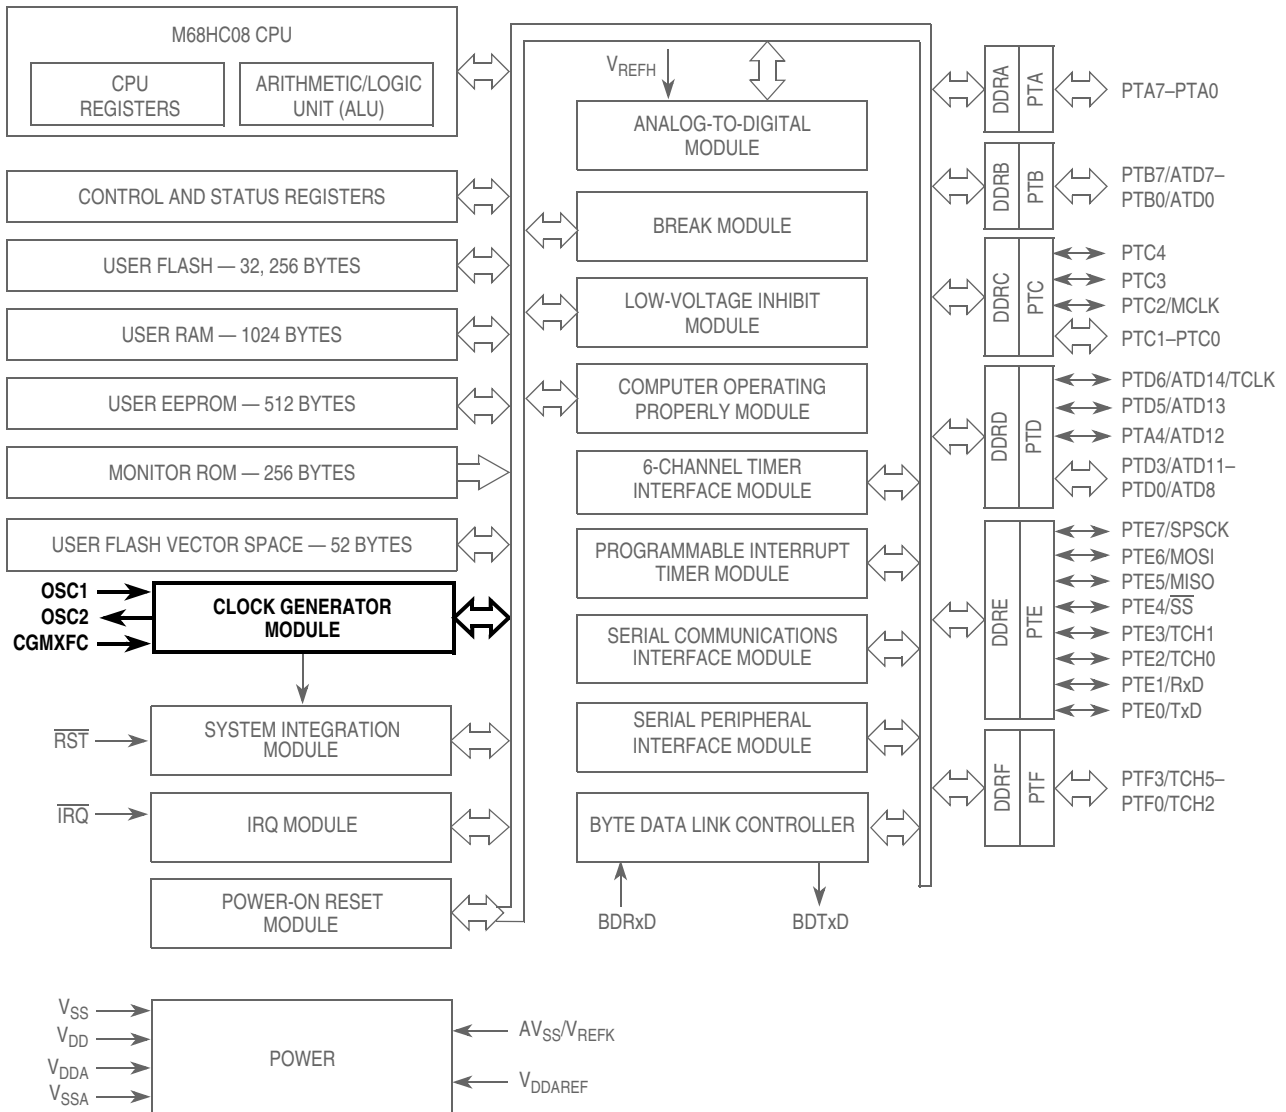 M68HC08 CPU
CPU
REGISTERS
ARITHMETIC/LOGIC
UNIT (ALU)
CONTROL AND STATUS REGISTERS
USER FLASH — 32, 256 BYTES
USER RAM — 1024 BYTES
USER EEPROM — 512 BYTES
MONITOR ROM — 256 BYTES
USER FLASH VECTOR SPACE — 52 BYTES
OSC1
OSC2
CGMXFC
CLOCK GENERATOR
MODULE
RST
SYSTEM INTEGRATION
MODULE
IRQ
IRQ MODULE
POWER-ON RESET
MODULE
VSS
VDD
VDDA
VSSA
POWER
AVSS/VREFK
VDDAREF
VREFH
ANALOG-TO-DIGITAL
MODULE
BREAK MODULE
LOW-VOLTAGE INHIBIT
MODULE
COMPUTER OPERATING
PROPERLY MODULE
6-CHANNEL TIMER
INTERFACE MODULE
PROGRAMMABLE INTERRUPT
TIMER MODULE
SERIAL COMMUNICATIONS
INTERFACE MODULE
SERIAL PERIPHERAL
INTERFACE MODULE
BYTE DATA LINK CONTROLLER
BDRxD
BDTxD
DDRA
PTA
PTA7–PTA0
DDRB
PTB
PTB7/ATD7–
PTB0/ATD0
DDRC
PTC
PTC4
PTC3
PTC2/MCLK
PTC1–PTC0
DDRD
PTD
PTD6/ATD14/TCLK
PTD5/ATD13
PTA4/ATD12
PTD3/ATD11–
PTD0/ATD8
DDRE
PTE
PTE7/SPSCK
PTE6/MOSI
PTE5/MISO
PTE4/SS
PTE3/TCH1
PTE2/TCH0
PTE1/RxD
PTE0/TxD
DDRF
PTF
PTF3/TCH5–
PTF0/TCH2